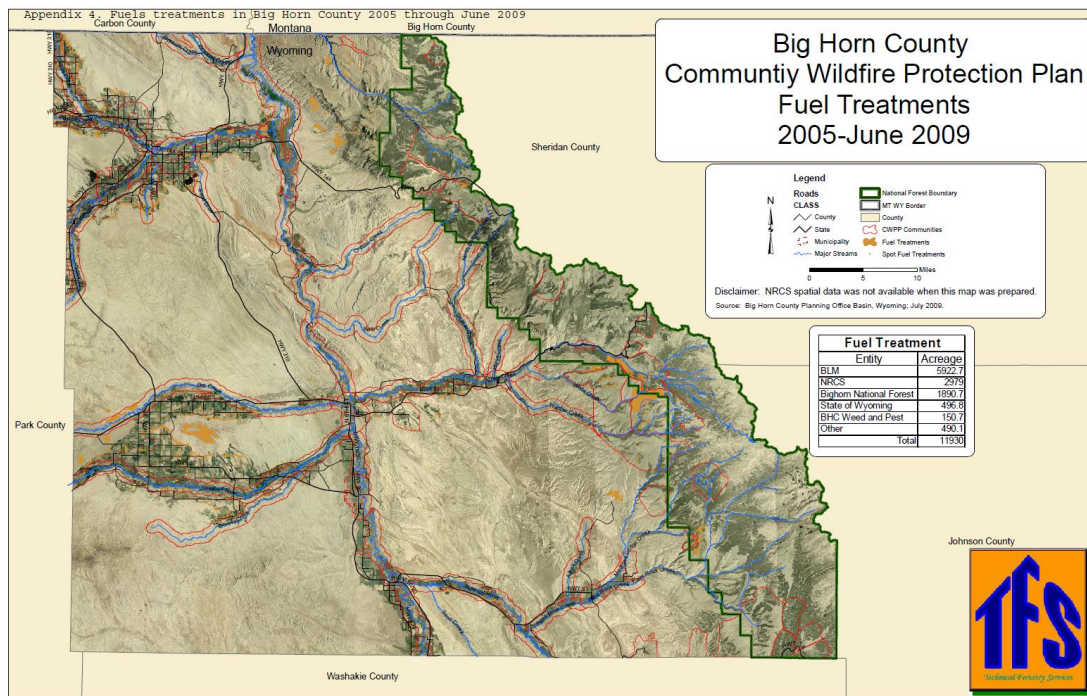 Appendix 4. Fuels treatments in Big Horn County 2005 through June 2009
Carbon County
Montana
Big Horn County
Wyoming
Big Horn County
Communtiy Wildfire Protection Plan
Fuel Treatments
2005-June 2009
Sheridan County
Legend
Roads
CLASS
County
State
Municipality
Major Streams
National Forest Boundary
MT WY Border
County
CWPP Communities
Fuel Treatments
Spot Fuel Treatments
N
0 5 10
Miles
Disclaimer: NRCS spatial data was not available when this map was prepared.
Source: Big Horn County Planning Office Basin, Wyoming; July 2009.
Fuel Treatment
Entity Acreage
BLM 5922.7
NRCS 2979
Bighorn National Forest 1890.7
State of Wyoming 496.8
BHC Weed and Pest 150.7
Other 490.1
Total 11930
HWY 310
Park County
Johnson County
Washakie County
TFS
Technical Forestry Services